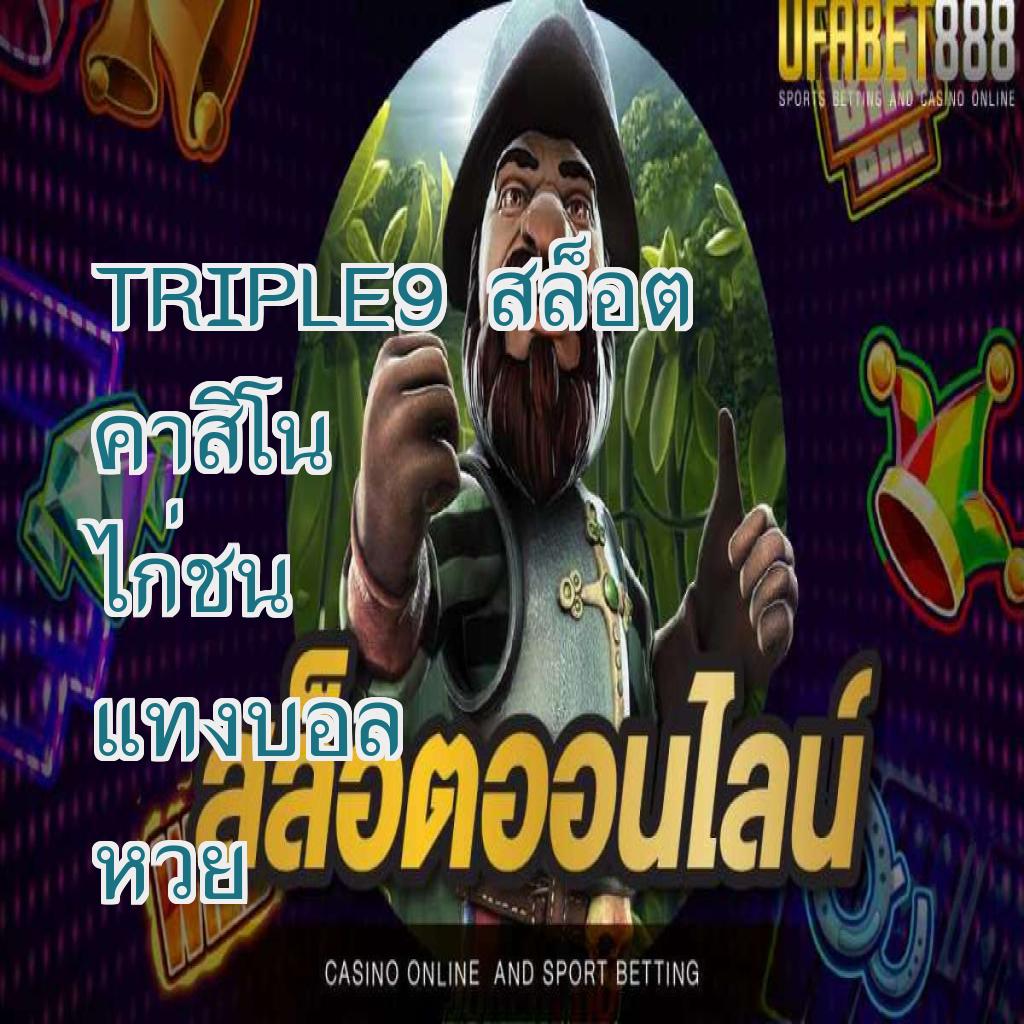 UFABET888
SPORTS BETTING AND CASINO ONLINE
BAR
TRIPLE9 สล็อต
คาสิโน
ไก่ชน
แทงบอล
หวย
สล็อตออนไลน์
CASINO ONLINE AND SPORT BETTING